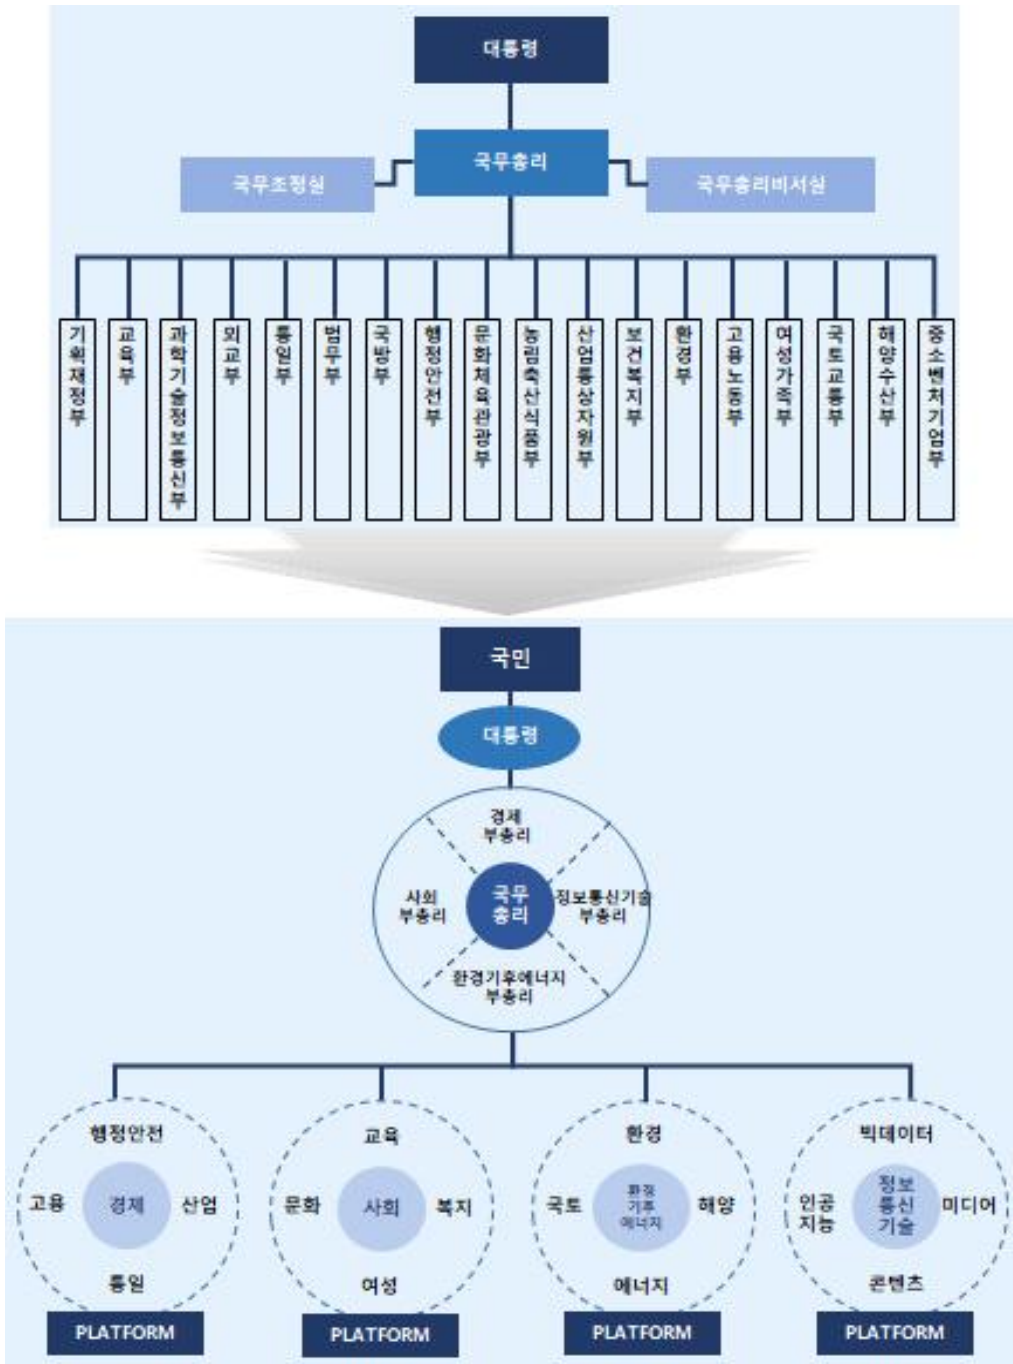 대통령
국무총리
국무조정실
국무총리비서실
기획재정부
교육부
과학기술정보통신부
외교부
통일부
법무부
국방부
행정안전부
문화체육관광부
농림축산식품부
산업통상자원부
보건복지부
환경부
고용노동부
여성가족부
국토교통부
해양수산부
중소벤처기업부
국민
대통령
경제
부총리
사회
부총리
국무
총리
정보통신기술
부총리
환경기후에너지
부총리
행정안전
고용
경제
산업
통일
PLATFORM
교육
문화
사회
복지
여성
PLATFORM
환경
국토
환경
기후
에너지
해양
에너지
PLATFORM
빅데이터
인공
지능
정보
통신
기술
미디어
콘텐츠
PLATFORM